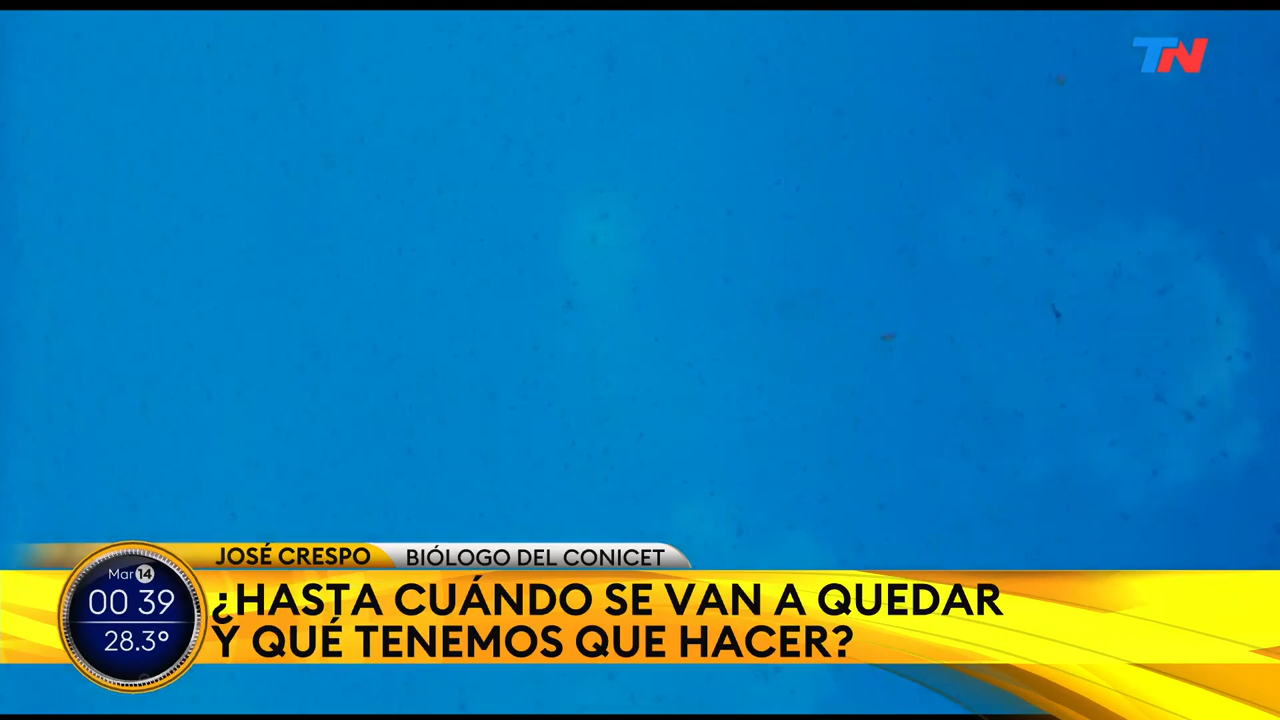 TN
JOSÉ CRESPO BIÓLOGO DEL CONICET
Mar 14
00 39
28.3°
¿HASTA CUÁNDO SE VAN A QUEDAR
Y QUÉ TENEMOS QUE HACER?